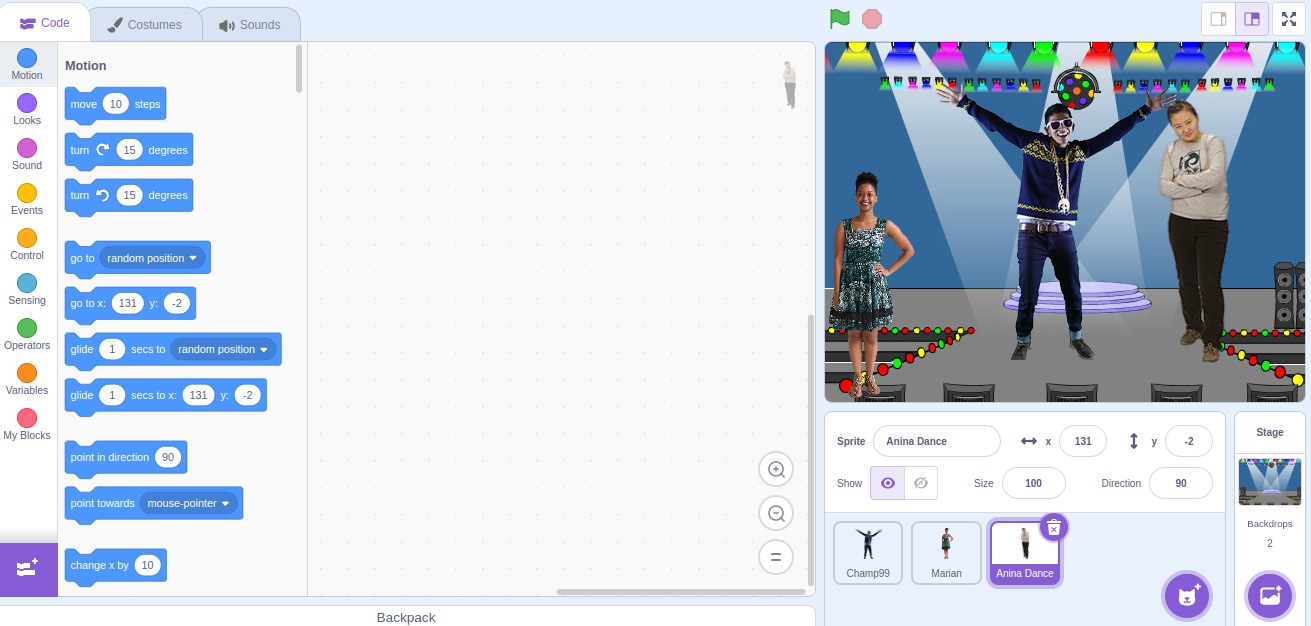 Code
Costumes
Sounds
Motion
Looks
Sound
Events
Control
Sensing
Operators
Variables
My Blocks
Motion
move 10 steps
turn 15 degrees
turn 15 degrees
go to random position
go to x: 131 y: -2
glide 1 secs to random position
glide 1 secs to x: 131 y: -2
point in direction 90
point towards mouse-pointer
change x by 10
Backpack
Sprite Anina Dance x 131 y -2
Show Size 100 Direction 90
Champ99
Marian
Anina Dance
Stage
Backdrops
2